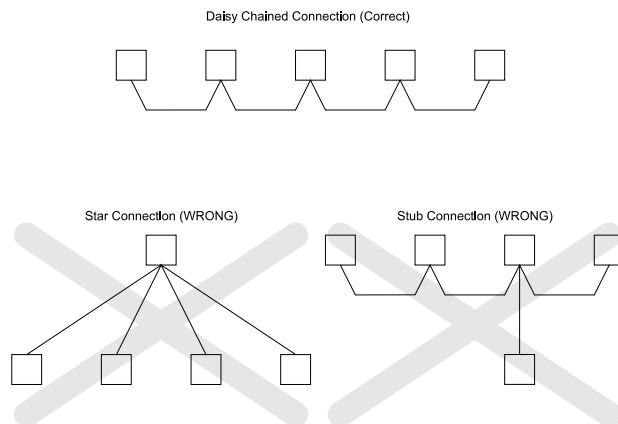 Daisy Chained Connection (Correct)
Star Connection (WRONG)
Stub Connection (WRONG)